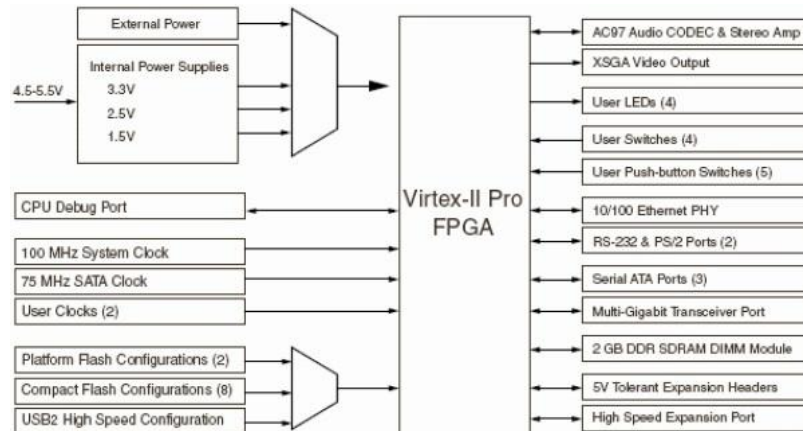 External Power
Internal Power Supplies
4.5-5.5V
3.3V
2.5V
1.5V
CPU Debug Port
100 MHz System Clock
75 MHz SATA Clock
User Clocks (2)
Platform Flash Configurations (2)
Compact Flash Configurations (8)
USB2 High Speed Configuration
Virtex-II Pro
FPGA
AC97 Audio CODEC & Stereo Amp
XSGA Video Output
User LEDs (4)
User Switches (4)
User Push-button Switches (5)
10/100 Ethernet PHY
RS-232 & PS/2 Ports (2)
Serial ATA Ports (3)
Multi-Gigabit Transceiver Port
2 GB DDR SDRAM DIMM Module
5V Tolerant Expansion Headers
High Speed Expansion Port